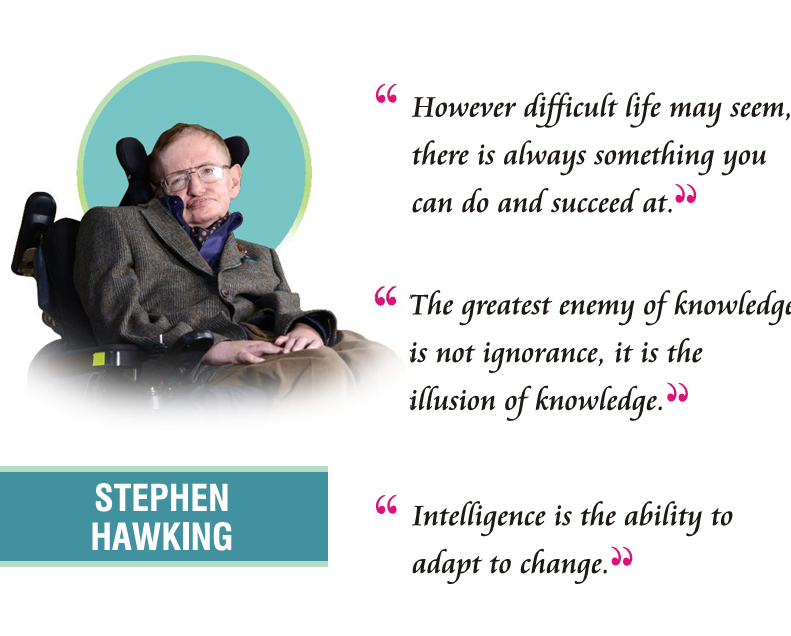 “ However difficult life may seem,
there is always something you
can do and succeed at.”
“ The greatest enemy of knowledge
is not ignorance, it is the
illusion of knowledge.”
STEPHEN
HAWKING
“ Intelligence is the ability to
adapt to change.”